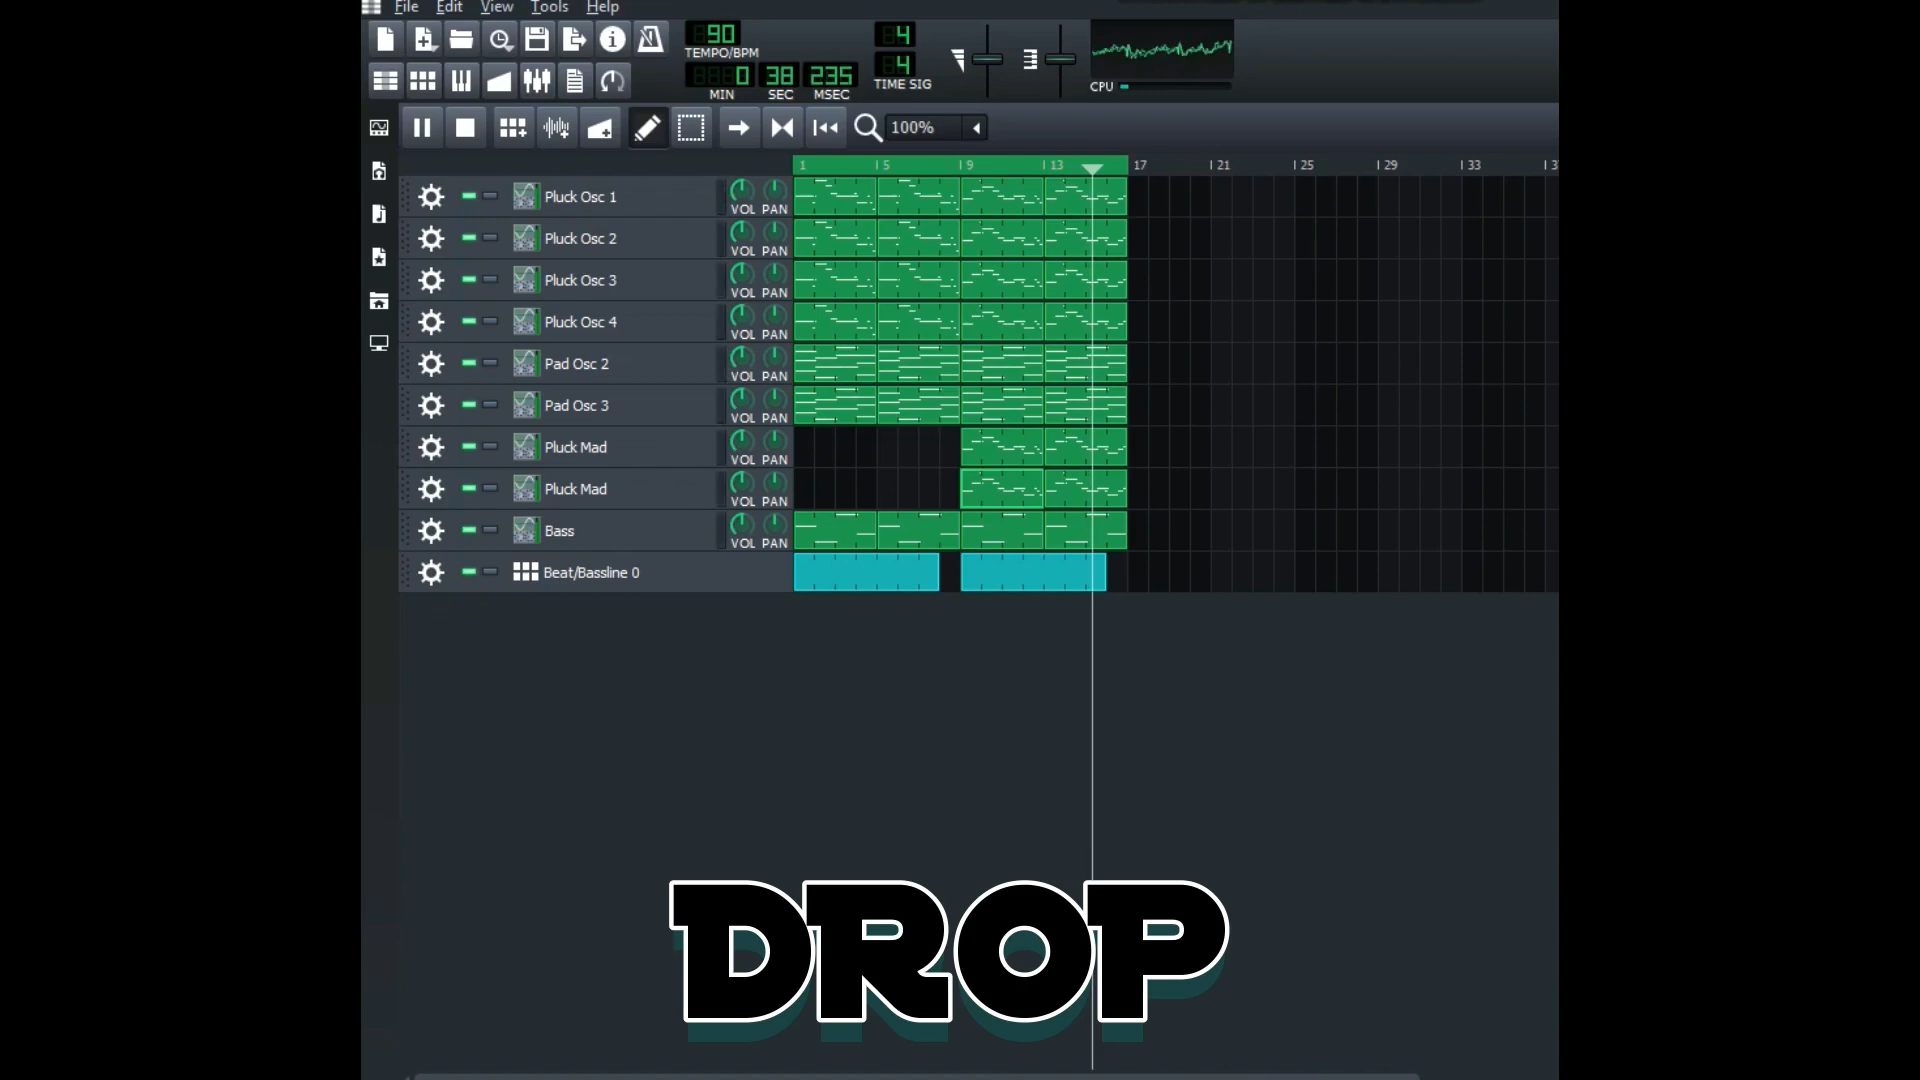 File Edit View Tools Help
90
TEMPO/BPM
0 38 235
MIN SEC MSEC
4
4
TIME SIG
CPU
100%
1 5 9 13 17 21 25 29 33
Pluck Osc 1 VOL PAN
Pluck Osc 2 VOL PAN
Pluck Osc 3 VOL PAN
Pluck Osc 4 VOL PAN
Pad Osc 2 VOL PAN
Pad Osc 3 VOL PAN
Pluck Mad VOL PAN
Pluck Mad VOL PAN
Bass VOL PAN
Beat/Bassline 0
DROP